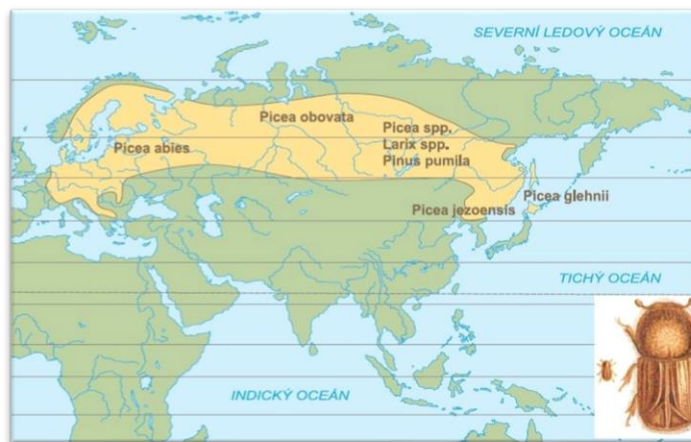 SEVERNÍ LEDOVÝ OCEÁN
Picea obovata
Picea spp.
Larix spp.
Pinus pumila
Picea abies
Picea glehnii
Picea jezoensis
TICHÝ OCEÁN
INDICKÝ OCEÁN